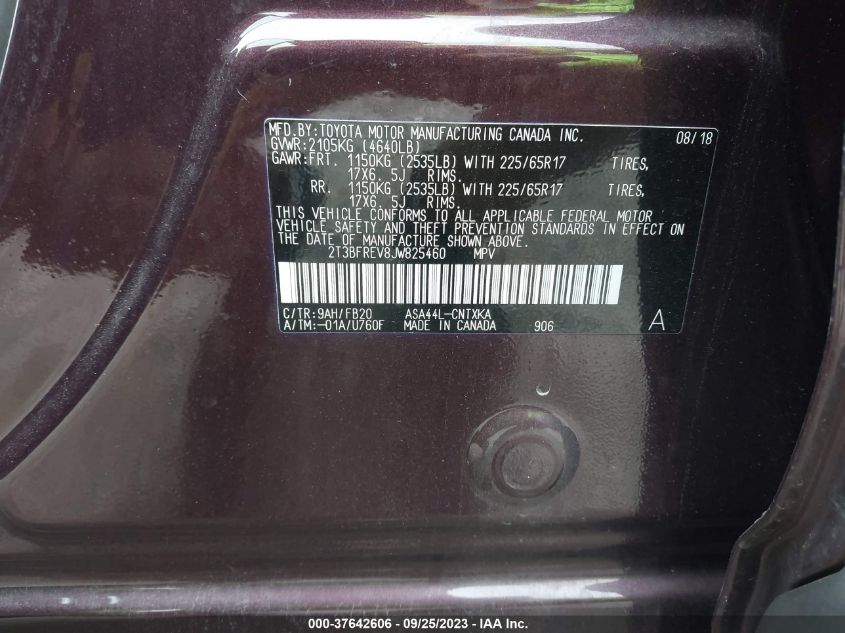 MFD.BY:TOYOTA MOTOR MANUFACTURING CANADA INC. 08/18
GVWR:2105KG (4640LB)
GAWR:FRT. 1150KG (2535LB) WITH 225/65R17 TIRES,
17X6. 5J RIMS.
RR. 1150KG (2535LB) WITH 225/65R17 TIRES,
17X6. 5J RIMS.
THIS VEHICLE CONFORMS TO ALL APPLICABLE FEDERAL MOTOR
VEHICLE SAFETY AND THEFT PREVENTION STANDARDS IN EFFECT ON
THE DATE OF MANUFACTURE SHOWN ABOVE.
2T3BFREV8JW825460 MPV
C/TR:9AH/FB20 ASA44L-CNTXKA
A/TM:-01A/U760F MADE IN CANADA 906 A
000-37642606 - 09/25/2023 - © IAA Inc.